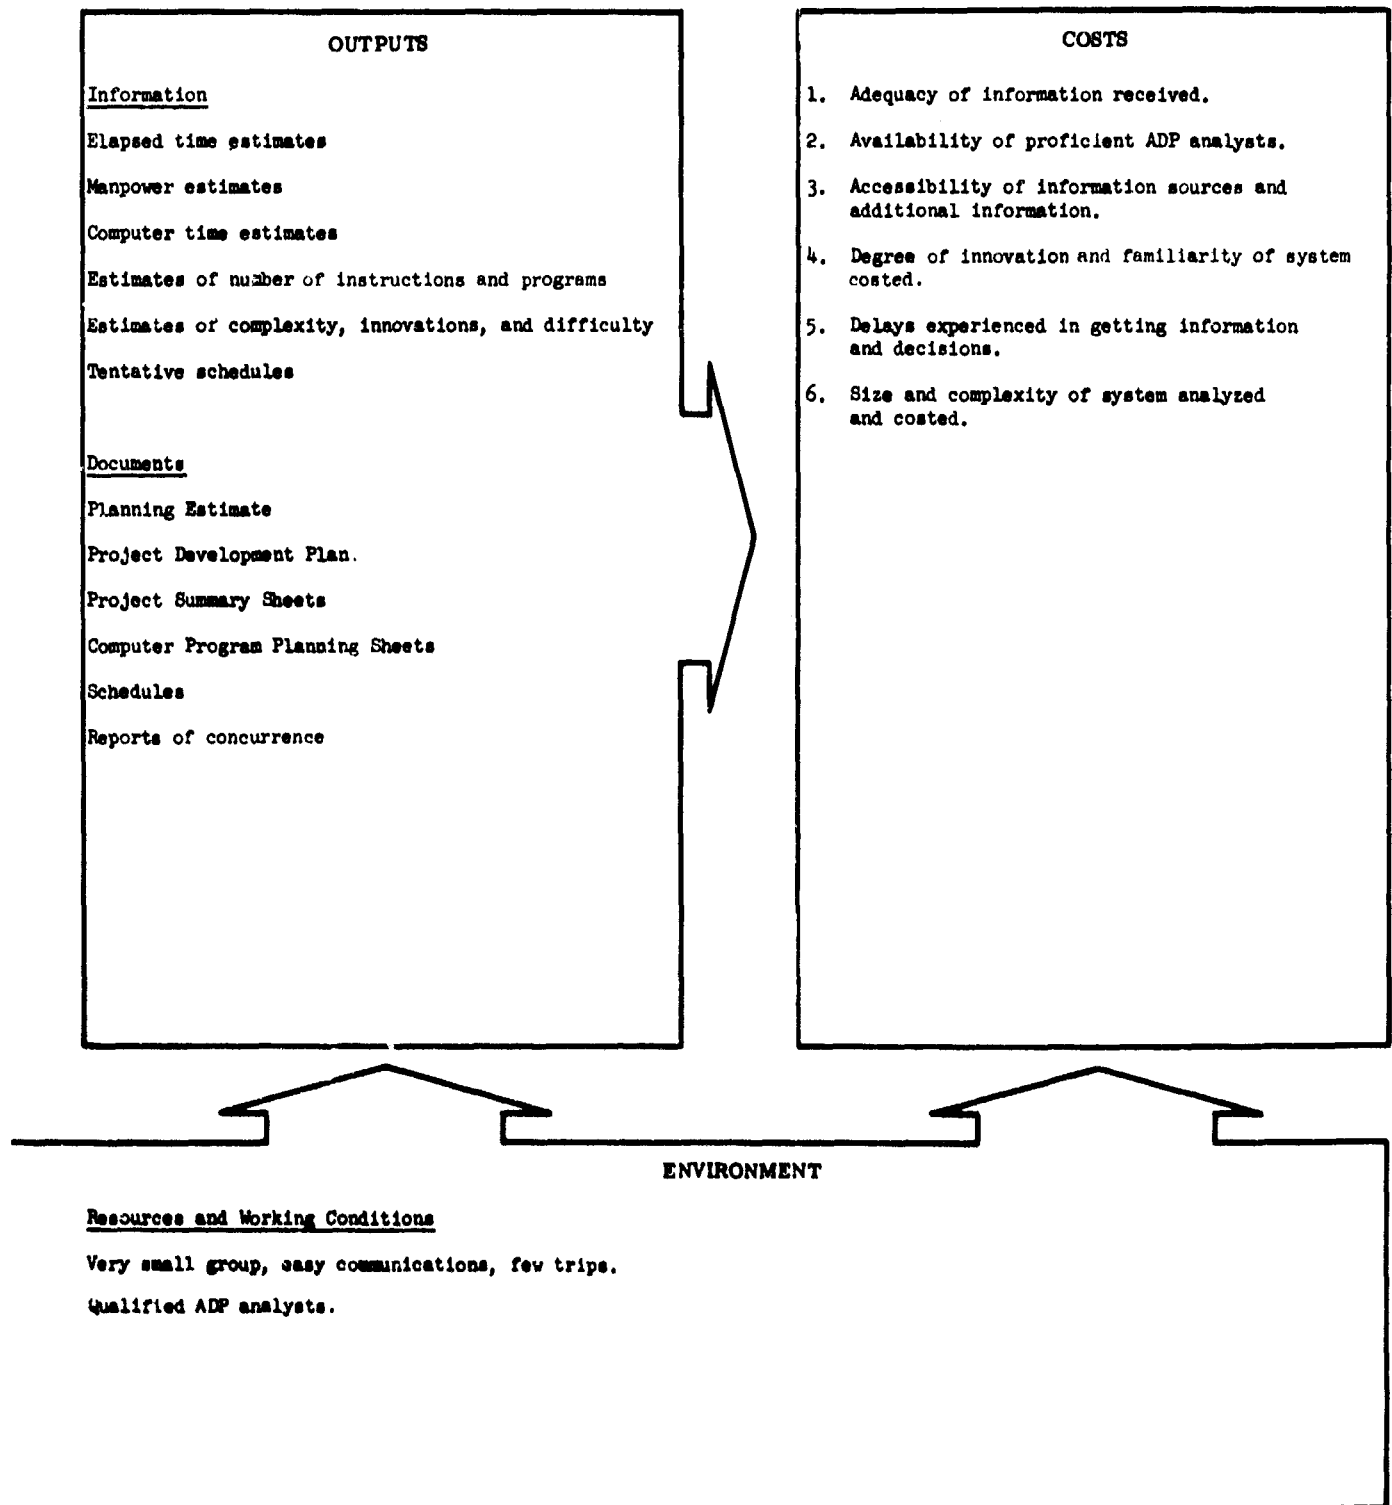 OUTPUTS
Information
Elapsed time estimates
Manpower estimates
Computer time estimates
Estimates of number of instructions and programs
Estimates of complexity, innovations, and difficulty
Tentative schedules
Documents
Planning Estimate
Project Development Plan.
Project Summary Sheets
Computer Program Planning Sheets
Schedules
Reports of concurrence
COSTS
1. Adequacy of information received.
2. Availability of proficient ADP analysts.
3. Accessibility of information sources and
additional information.
4. Degree of innovation and familiarity of system
costed.
5. Delays experienced in getting information
and decisions.
6. Size and complexity of system analyzed
and costed.
ENVIRONMENT
Resources and Working Conditions
Very small group, easy communications, few trips.
Qualified ADP analysts.